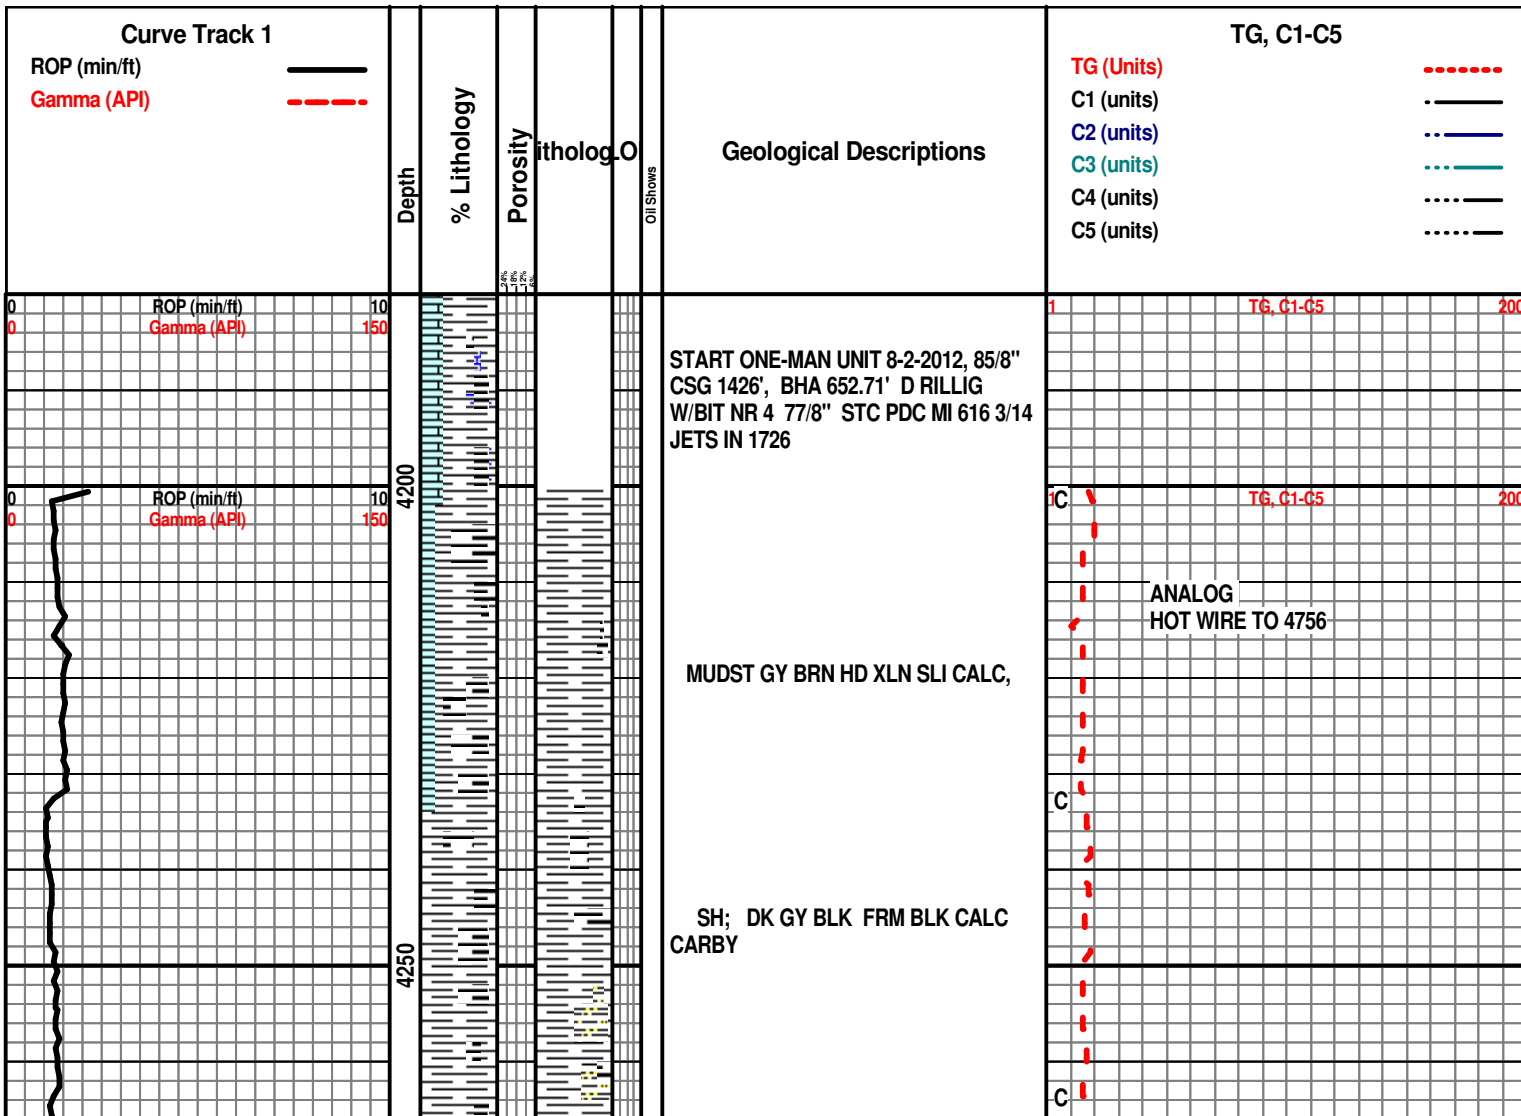 Curve Track 1
ROP (min/ft)
Gamma (API)
Depth
% Lithology
Porosity
24%
18%
12%
6%
itholog
LO
Oil Shows
Geological Descriptions
TG, C1-C5
TG (Units)
C1 (units)
C2 (units)
C3 (units)
C4 (units)
C5 (units)
0 ROP (min/ft) 10
0 Gamma (API) 150
1 TG, C1-C5 200
START ONE-MAN UNIT 8-2-2012, 85/8"
CSG 1426', BHA 652.71' D RILLIG
W/BIT NR 4 77/8" STC PDC MI 616 3/14
JETS IN 1726
4200
0 ROP (min/ft) 10
0 Gamma (API) 150
1 TG, C1-C5 200
C
ANALOG
HOT WIRE TO 4756
MUDST GY BRN HD XLN SLI CALC,
C
SH; DK GY BLK FRM BLK CALC
CARBY
4250
C